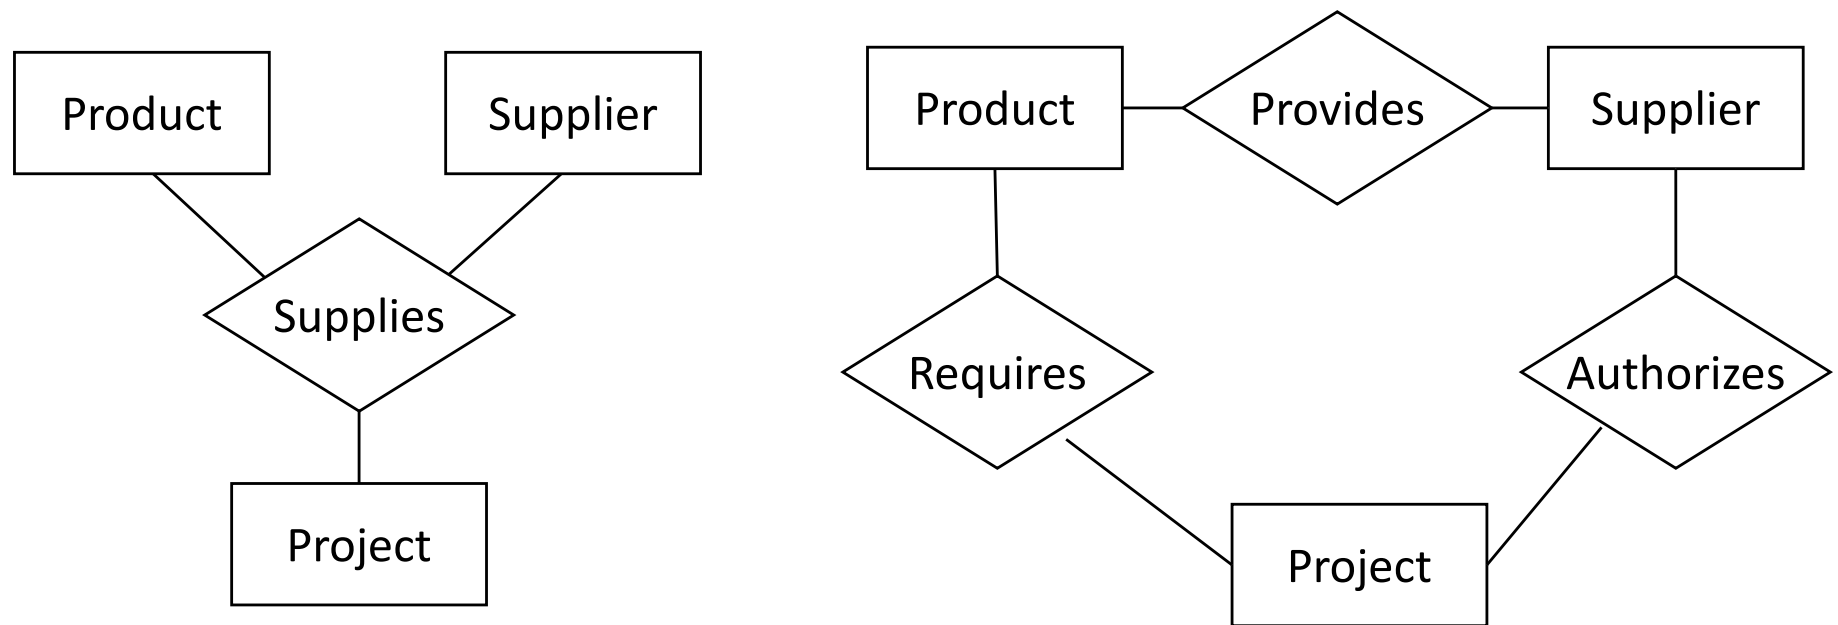 Product
Supplier
Supplies
Project
Product
Provides
Supplier
Requires
Authorizes
Project